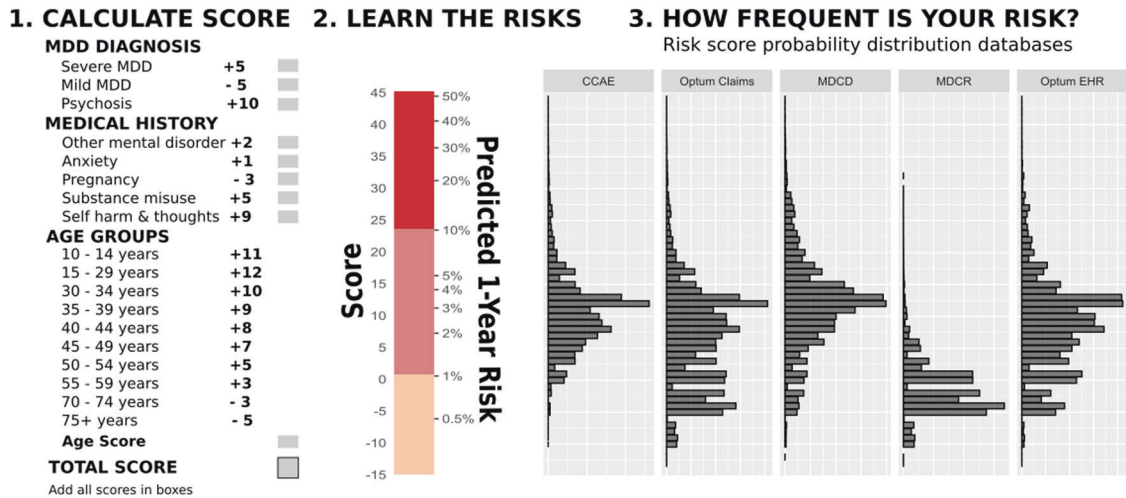 1. CALCULATE SCORE
MDD DIAGNOSIS
Severe MDD +5
Mild MDD - 5
Psychosis +10
MEDICAL HISTORY
Other mental disorder +2
Anxiety +1
Pregnancy - 3
Substance misuse +5
Self harm & thoughts +9
AGE GROUPS
10 - 14 years +11
15 - 29 years +12
30 - 34 years +10
35 - 39 years +9
40 - 44 years +8
45 - 49 years +7
50 - 54 years +5
55 - 59 years +3
70 - 74 years - 3
75+ years - 5
Age Score
TOTAL SCORE
Add all scores in boxes
2. LEARN THE RISKS
Score
45
40
35
30
25
20
15
10
5
0
-5
-10
-15
50%
40%
30%
20%
10%
5%
4%
3%
2%
1%
0.5%
Predicted 1-Year Risk
3. HOW FREQUENT IS YOUR RISK?
Risk score probability distribution databases
CCAE
Optum Claims
MDCD
MDCR
Optum EHR